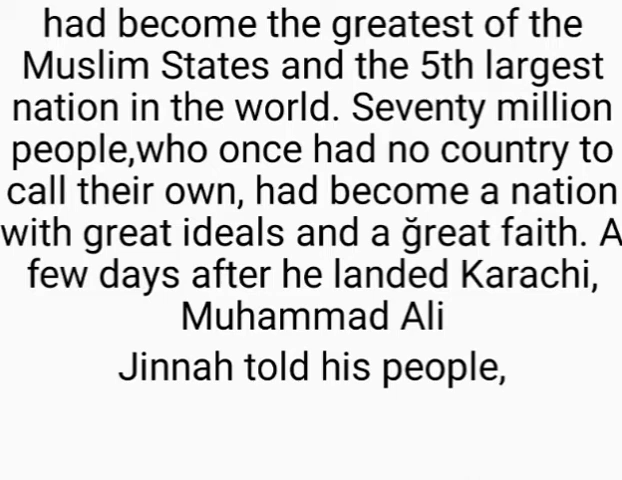 had become the greatest of the
Muslim States and the 5th largest
nation in the world. Seventy million
people,who once had no country to
call their own, had become a nation
with great ideals and a ğreat faith. A
few days after he landed Karachi,
Muhammad Ali
Jinnah told his people,